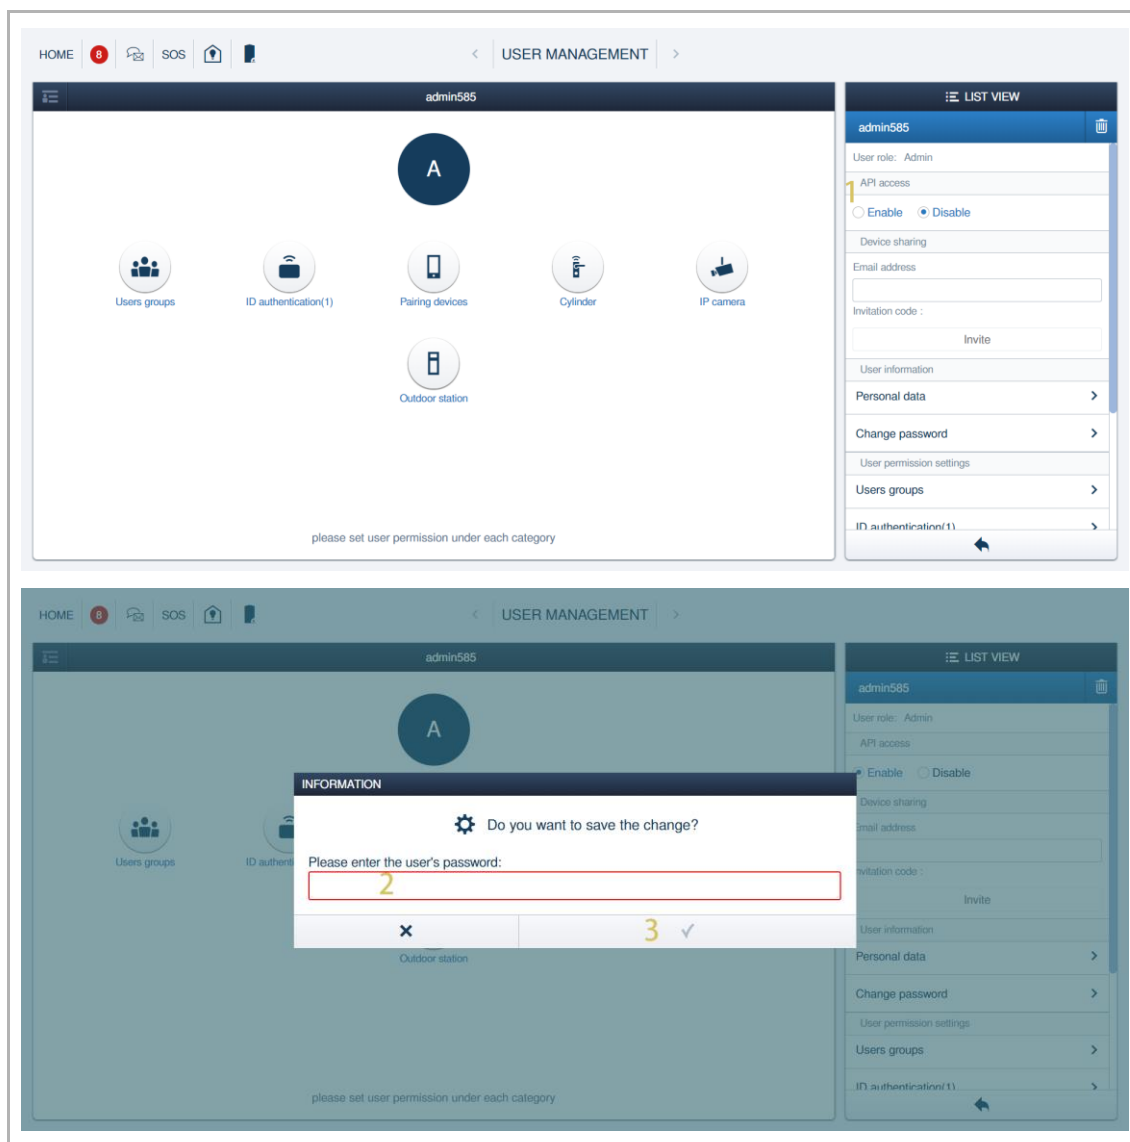 HOME 8 SOS < USER MANAGEMENT >
admin585
A
Users groups ID authentication(1) Pairing devices Cylinder IP camera
Outdoor station
please set user permission under each category
LIST VIEW
admin585
User role: Admin
1 API access
Enable Disable
Device sharing
Email address
Invitation code :
Invite
User information
Personal data >
Change password >
User permission settings
Users groups >
ID authentication(1) >
HOME 8 SOS < USER MANAGEMENT >
admin585
A
Users groups ID authenti
INFORMATION
Do you want to save the change?
Please enter the user's password:
2
3
Outdoor station
please set user permission under each category
LIST VIEW
admin585
User role: Admin
API access
Enable Disable
Device sharing
Email address
Invitation code :
Invite
User information
Personal data >
Change password >
User permission settings
Users groups >
ID authentication(1) >